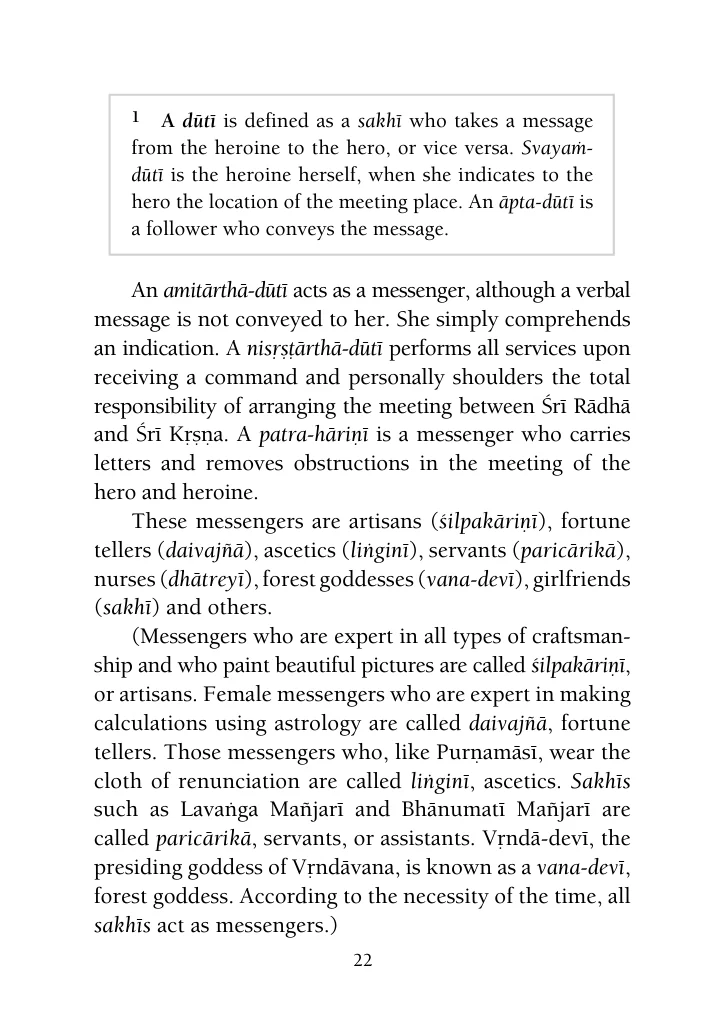 1 A dūtī is defined as a sakhī who takes a message
from the heroine to the hero, or vice versa. Svayaṁ-
dūtī is the heroine herself, when she indicates to the
hero the location of the meeting place. An āpta-dūtī is
a follower who conveys the message.
An amitārthā-dūtī acts as a messenger, although a verbal
message is not conveyed to her. She simply comprehends
an indication. A nisṛṣṭārthā-dūtī performs all services upon
receiving a command and personally shoulders the total
responsibility of arranging the meeting between Śrī Rādhā
and Śrī Kṛṣṇa. A patra-hāriṇī is a messenger who carries
letters and removes obstructions in the meeting of the
hero and heroine.
These messengers are artisans (śilpakāriṇī), fortune
tellers (daivajñā), ascetics (liṅginī), servants (paricārikā),
nurses (dhātreyī), forest goddesses (vana-devī), girlfriends
(sakhī) and others.
(Messengers who are expert in all types of craftsman-
ship and who paint beautiful pictures are called śilpakāriṇī,
or artisans. Female messengers who are expert in making
calculations using astrology are called daivajñā, fortune
tellers. Those messengers who, like Purṇamāsī, wear the
cloth of renunciation are called liṅginī, ascetics. Sakhīs
such as Lavaṅga Mañjarī and Bhānumatī Mañjarī are
called paricārikā, servants, or assistants. Vṛndā-devī, the
presiding goddess of Vṛndāvana, is known as a vana-devī,
forest goddess. According to the necessity of the time, all
sakhīs act as messengers.)
22